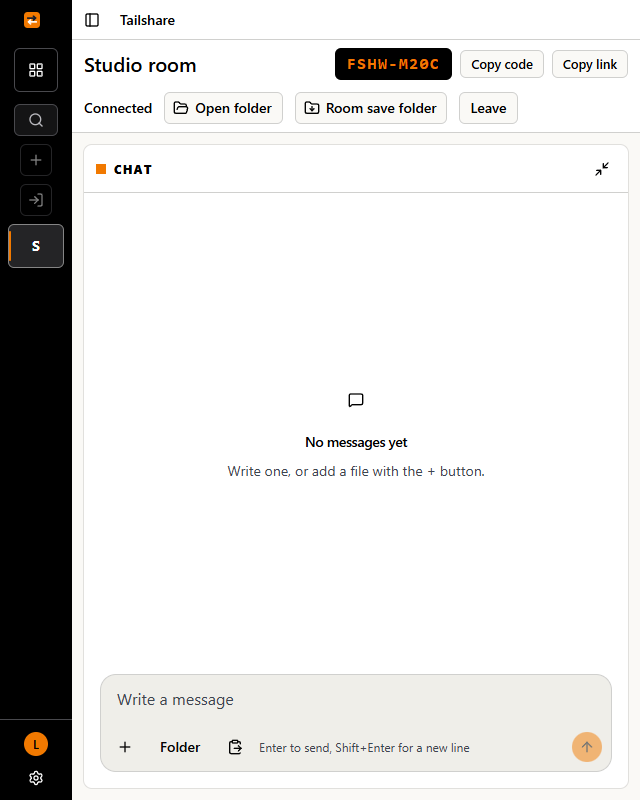 Tailshare
Studio room
FSHW-M20C
Copy code
Copy link
Connected
Open folder
Room save folder
Leave
S
CHAT
No messages yet
Write one, or add a file with the + button.
Write a message
Folder
Enter to send, Shift+Enter for a new line
L